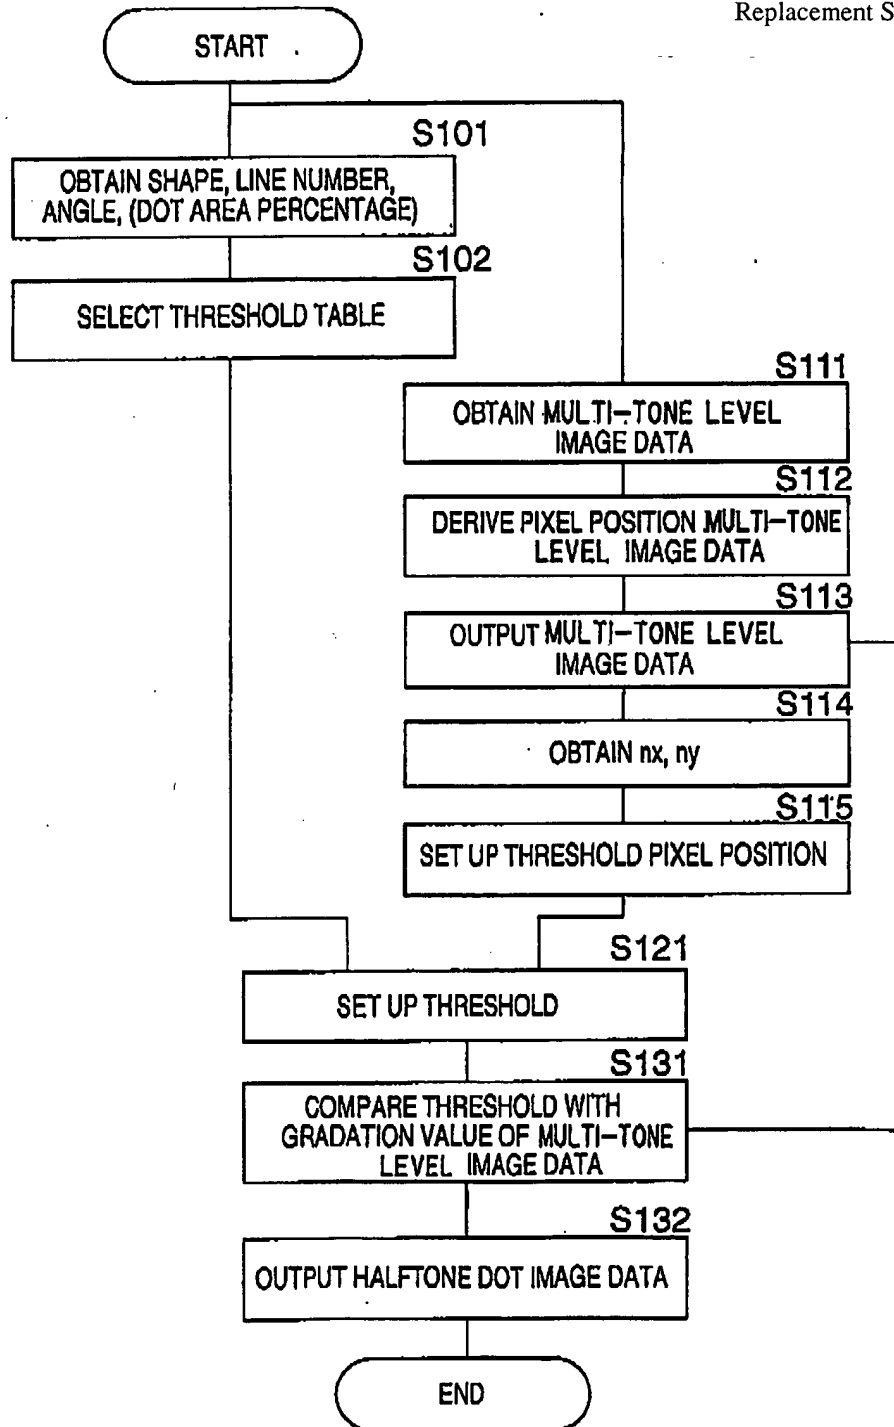 Replacement S
START
S101
OBTAIN SHAPE, LINE NUMBER,
ANGLE, (DOT AREA PERCENTAGE)
S102
SELECT THRESHOLD TABLE
S111
OBTAIN MULTI-TONE LEVEL
IMAGE DATA
S112
DERIVE PIXEL POSITION MULTI-TONE
LEVEL IMAGE DATA
S113
OUTPUT MULTI-TONE LEVEL
IMAGE DATA
S114
OBTAIN nx, ny
S115
SET UP THRESHOLD PIXEL POSITION
S121
SET UP THRESHOLD
S131
COMPARE THRESHOLD WITH
GRADATION VALUE OF MULTI-TONE
LEVEL IMAGE DATA
S132
OUTPUT HALFTONE DOT IMAGE DATA
END